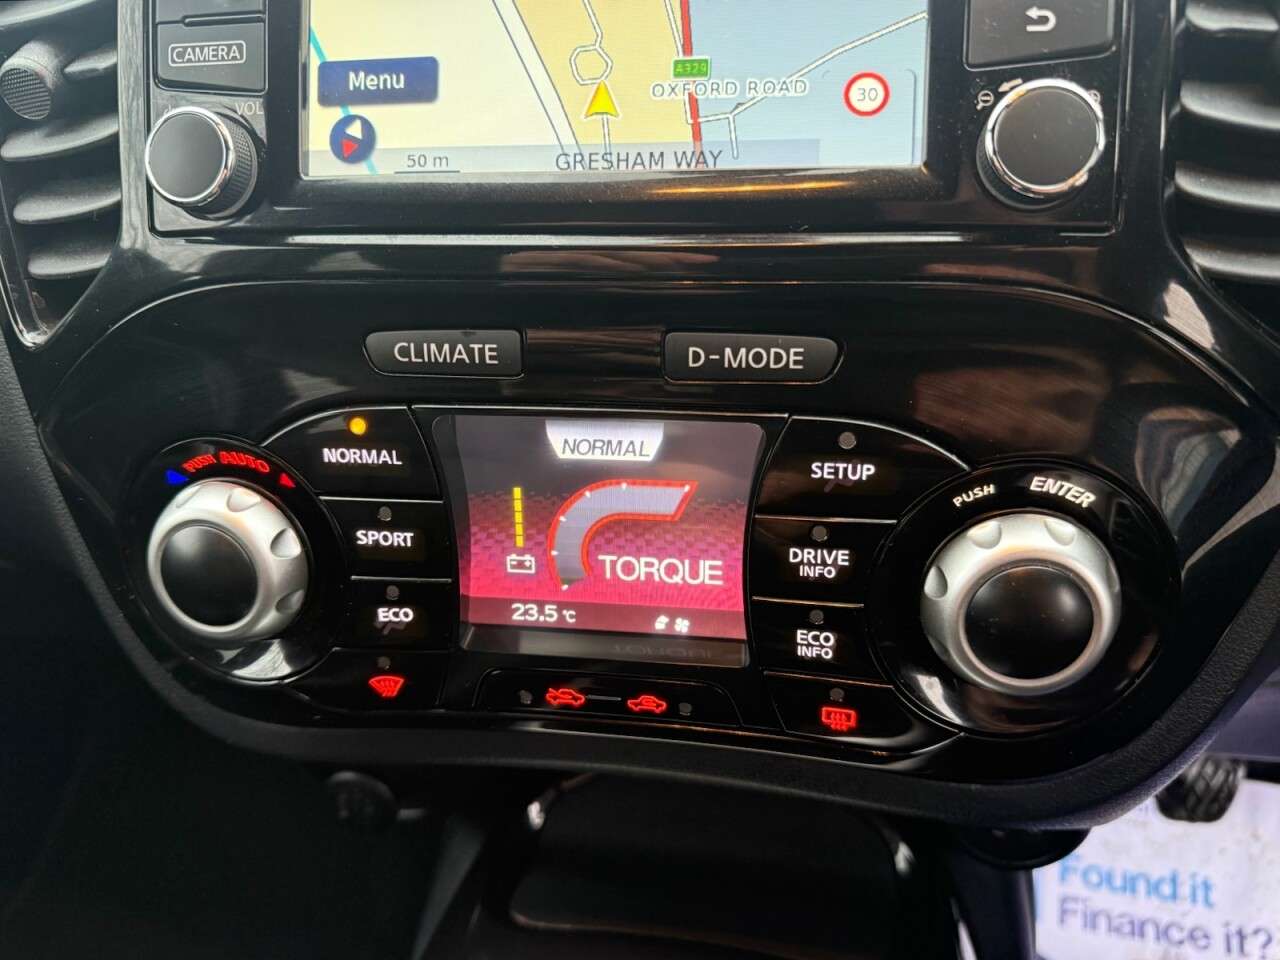 CAMERA
VOL
Menu
A329
OXFORD ROAD
30
50 m
GRESHAM WAY
CLIMATE
D-MODE
PUSH AUTO
NORMAL
SPORT
ECO
NORMAL
TORQUE
23.5 °C
SETUP
DRIVE
INFO
ECO
INFO
PUSH ENTER
Found it
Finance it?